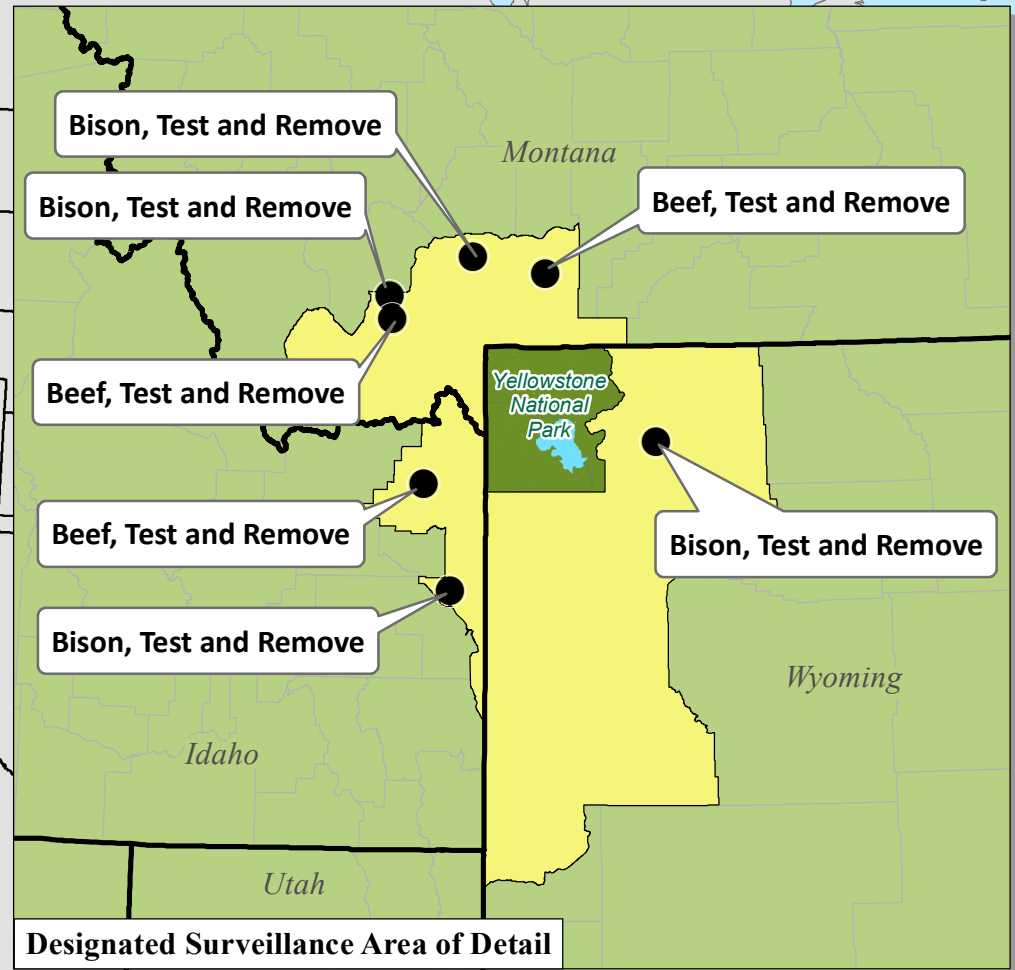 Bison, Test and Remove
Montana
Bison, Test and Remove
Beef, Test and Remove
Beef, Test and Remove
Yellowstone
National
Park
Beef, Test and Remove
Bison, Test and Remove
Bison, Test and Remove
Wyoming
Idaho
Utah
Designated Surveillance Area of Detail